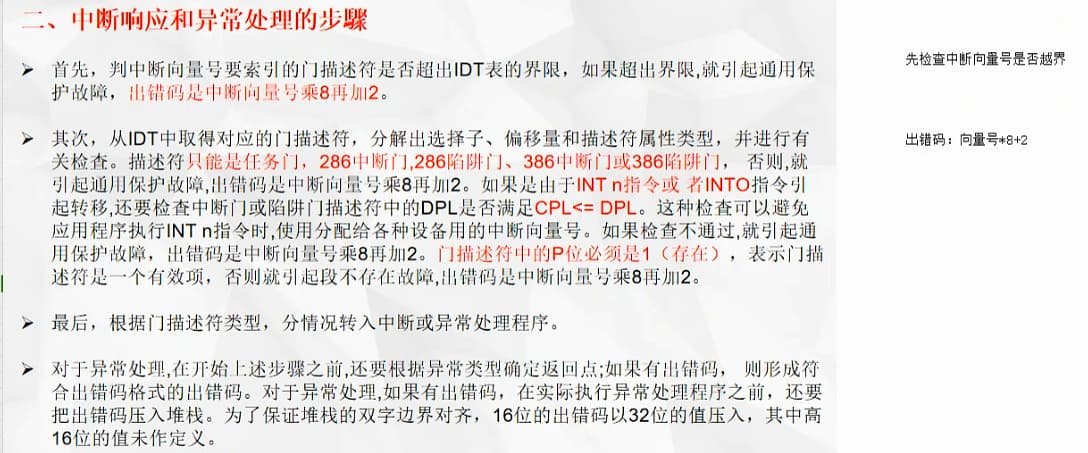 二、中断响应和异常处理的步骤
➢ 首先，判中断向量号要索引的门描述符是否超出IDT表的界限，如果超出界限,就引起通用保
护故障，出错码是中断向量号乘8再加2。
➢ 其次，从IDT中取得对应的门描述符，分解出选择子、偏移量和描述符属性类型，并进行有
关检查。描述符只能是任务门，286中断门,286陷阱门、386中断门或386陷阱门， 否则,就
引起通用保护故障,出错码是中断向量号乘8再加2。如果是由于INT n指令或 者INTO指令引
起转移,还要检查中断门或陷阱门描述符中的DPL是否满足CPL<= DPL。这种检查可以避免
应用程序执行INT n指令时,使用分配给各种设备用的中断向量号。如果检查不通过,就引起通
用保护故障，出错码是中断向量号乘8再加2。门描述符中的P位必须是1（存在），表示门描
述符是一个有效项，否则就引起段不存在故障,出错码是中断向量号乘8再加2。
➢ 最后，根据门描述符类型，分情况转入中断或异常处理程序。
➢ 对于异常处理,在开始上述步骤之前,还要根据异常类型确定返回点;如果有出错码， 则形成符
合出错码格式的出错码。对于异常处理,如果有出错码，在实际执行异常处理程序之前，还要
把出错码压入堆栈。为了保证堆栈的双字边界对齐，16位的出错码以32位的值压入，其中高
16位的值未作定义。
先检查中断向量号是否越界
出错码：向量号*8+2